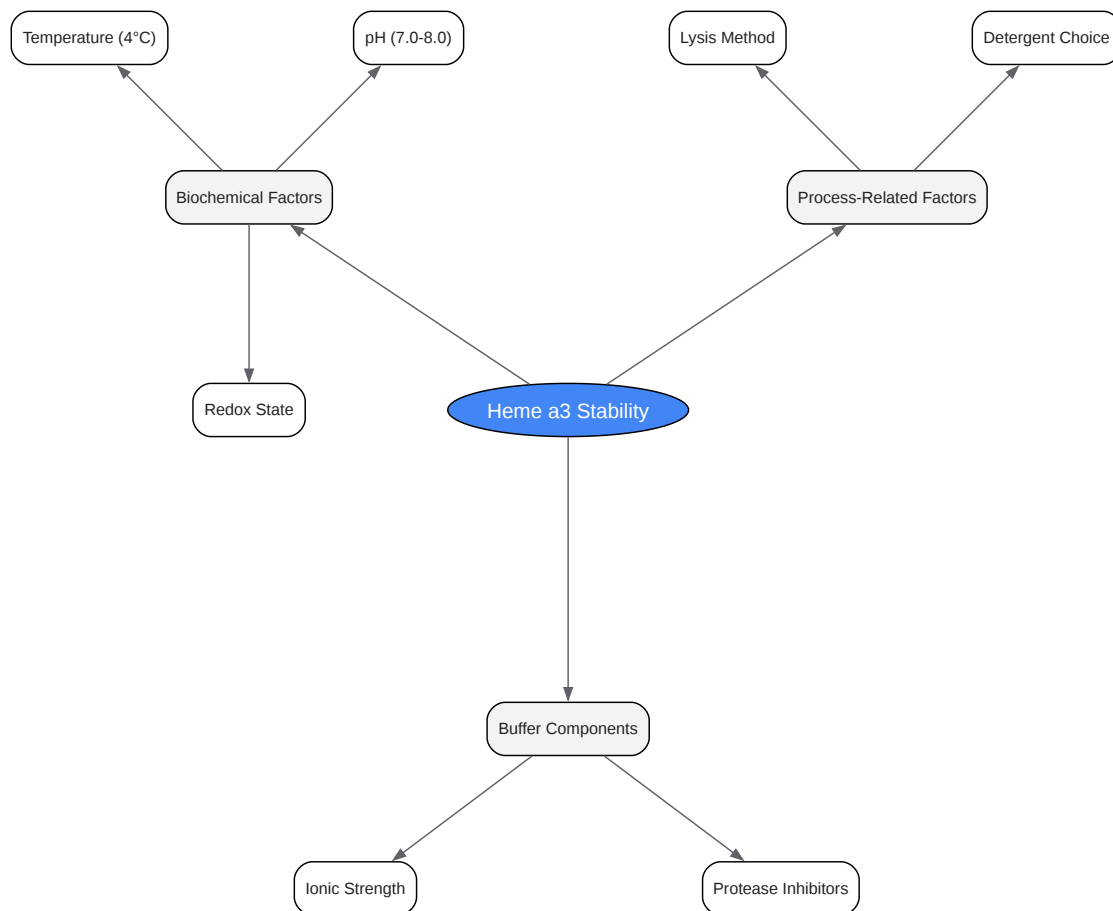 Temperature (4°C)
pH (7.0-8.0)
Lysis Method
Detergent Choice
Biochemical Factors
Process-Related Factors
Redox State
Heme a3 Stability
Buffer Components
Ionic Strength
Protease Inhibitors